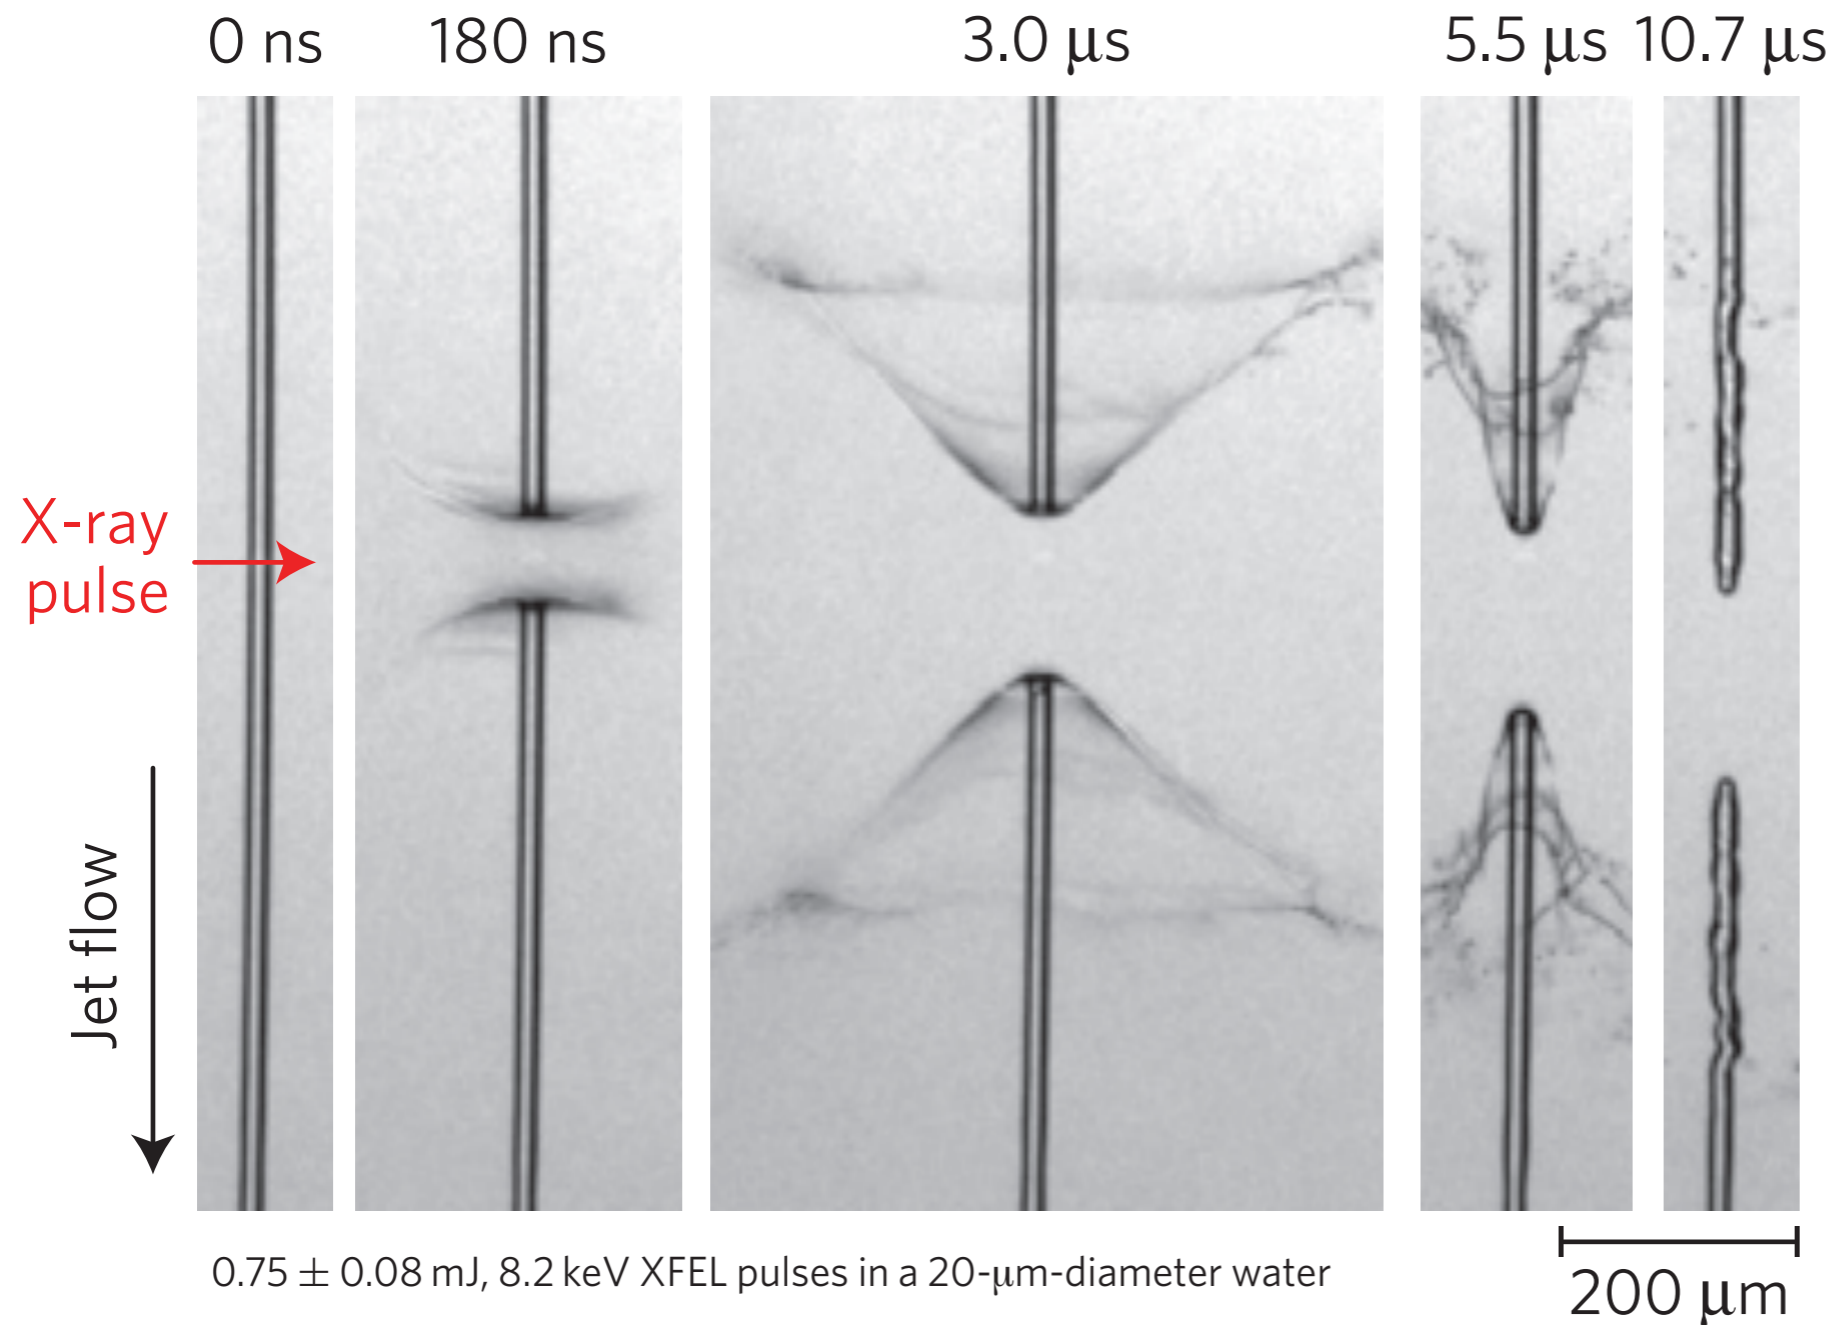 0 ns
180 ns
3.0 μs
5.5 μs
10.7 μs
X-ray
pulse
Jet flow
0.75 ± 0.08 mJ, 8.2 keV XFEL pulses in a 20-μm-diameter water
200 μm